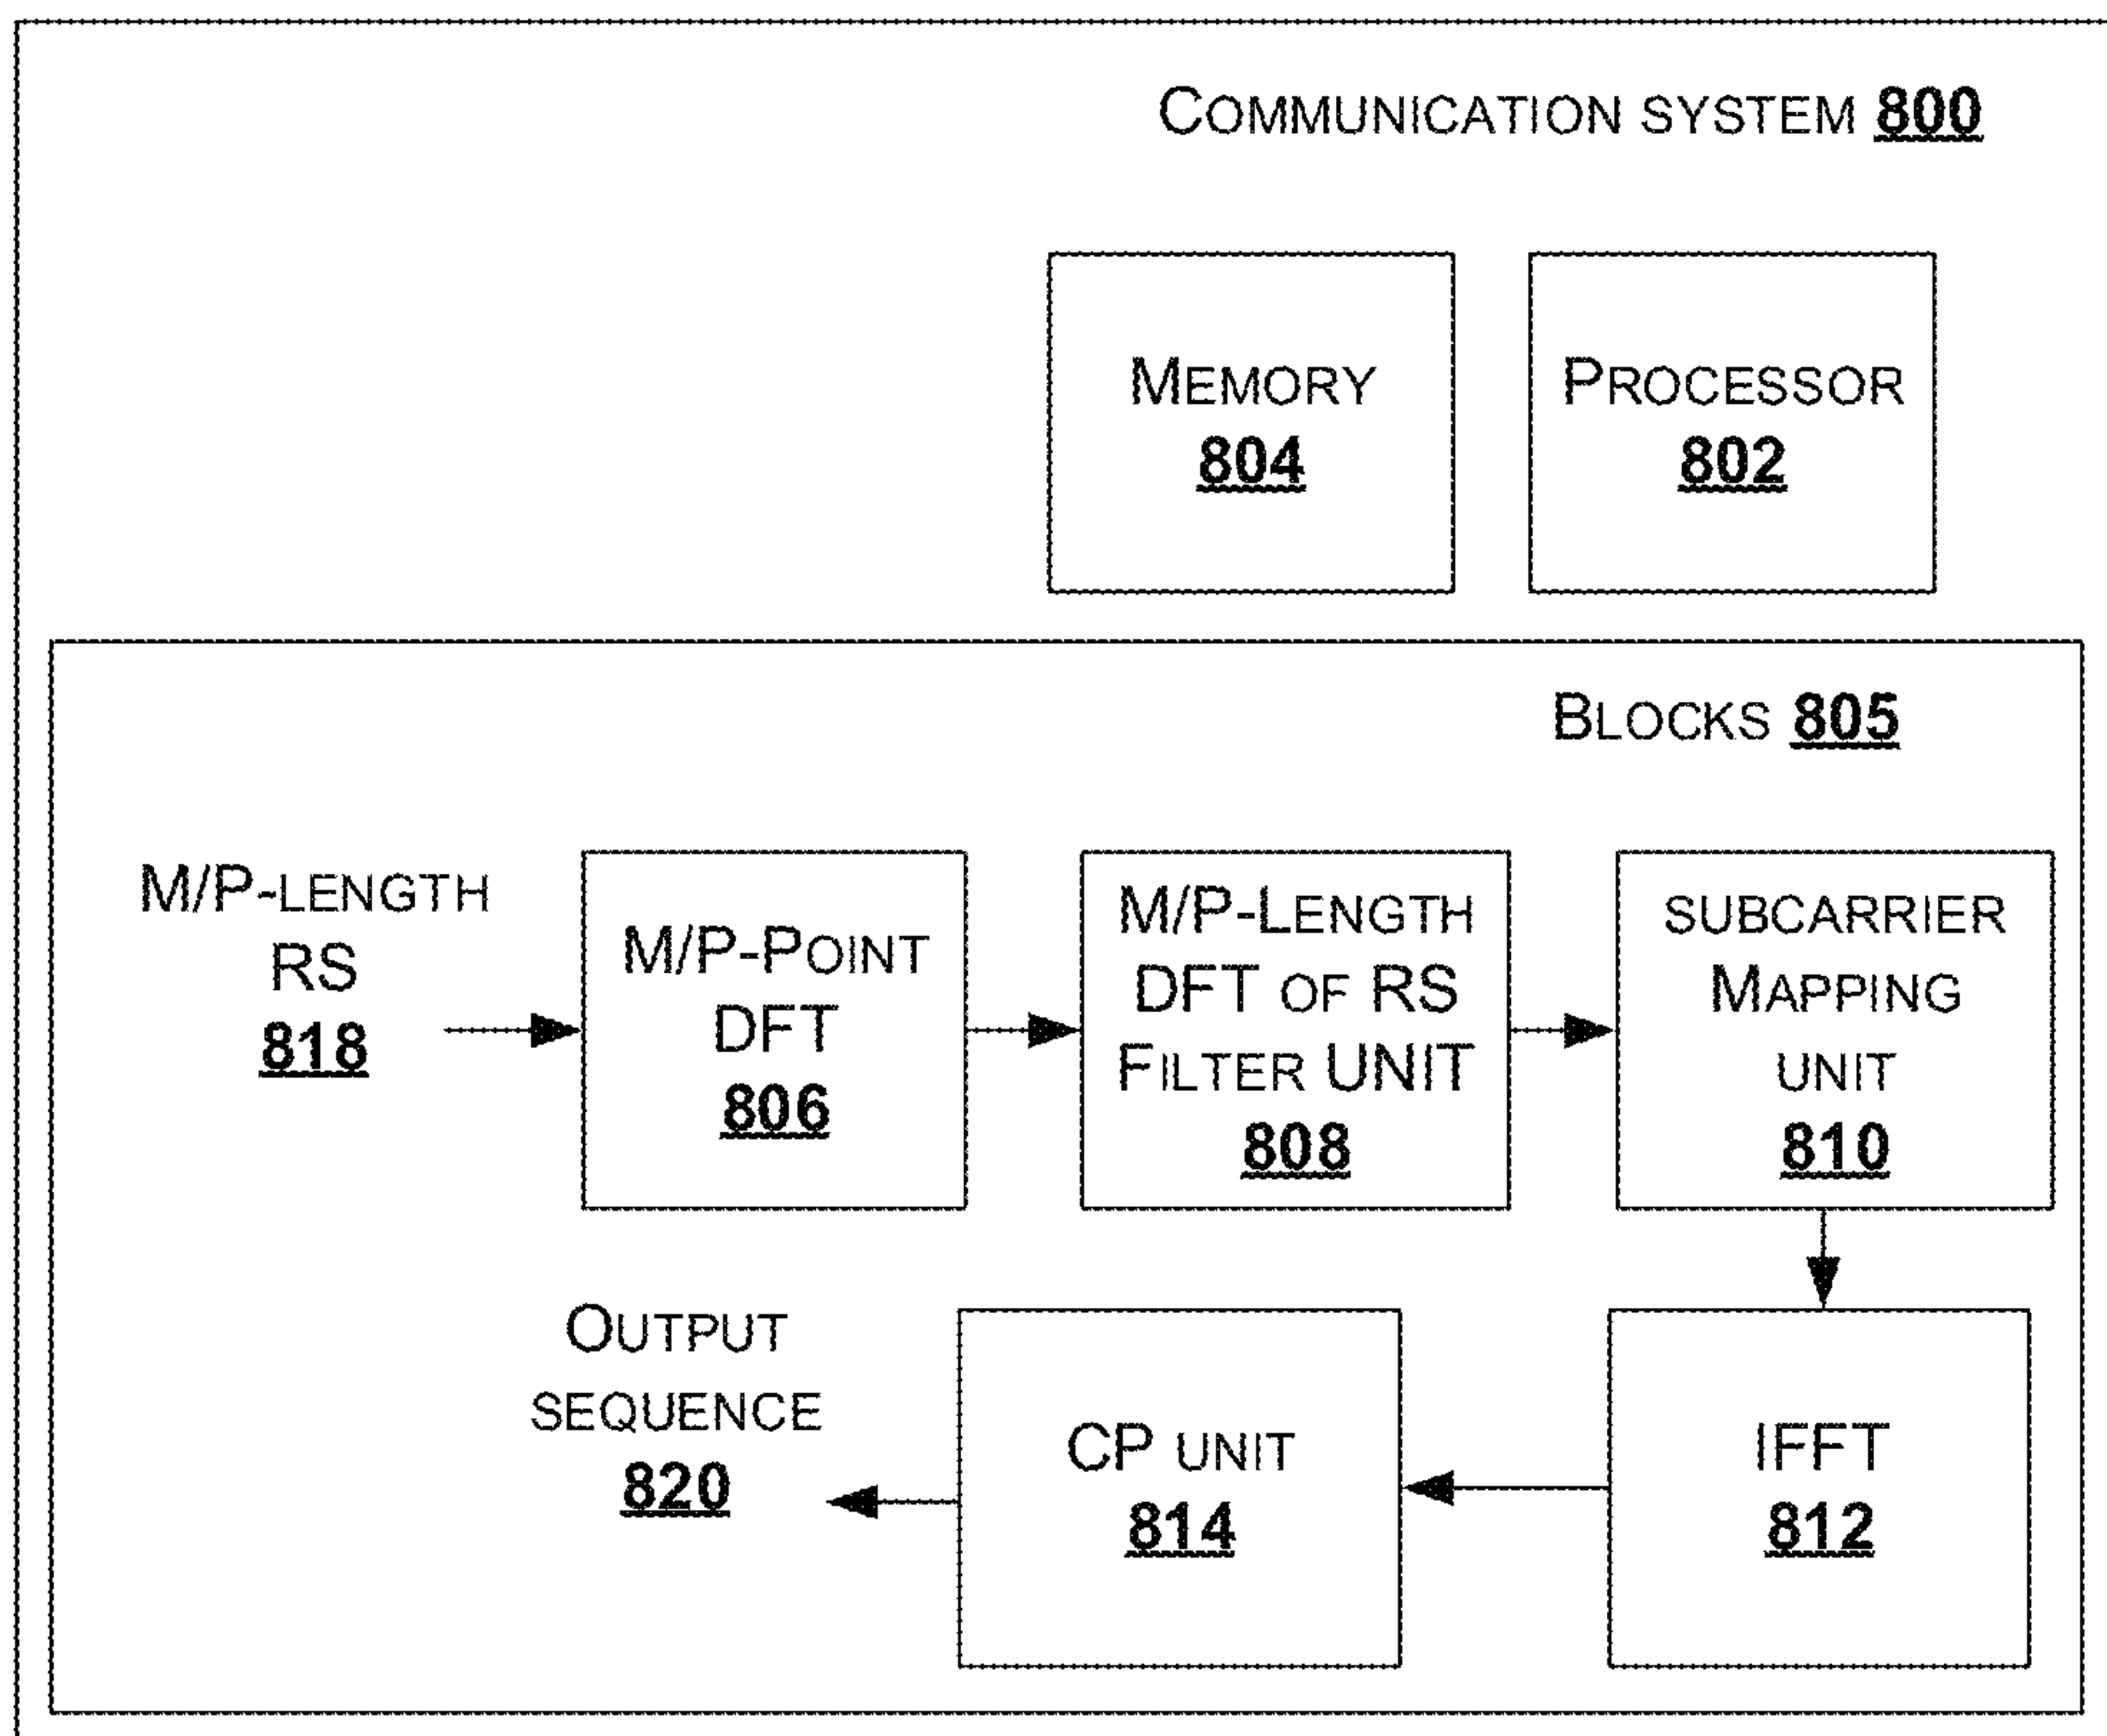 COMMUNICATION SYSTEM 800
MEMORY
804
PROCESSOR
802
BLOCKS 805
M/P-LENGTH
RS
818
M/P-POINT
DFT
806
M/P-LENGTH
DFT OF RS
FILTER UNIT
808
SUBCARRIER
MAPPING
UNIT
810
OUTPUT
SEQUENCE
820
CP UNIT
814
IFFT
812